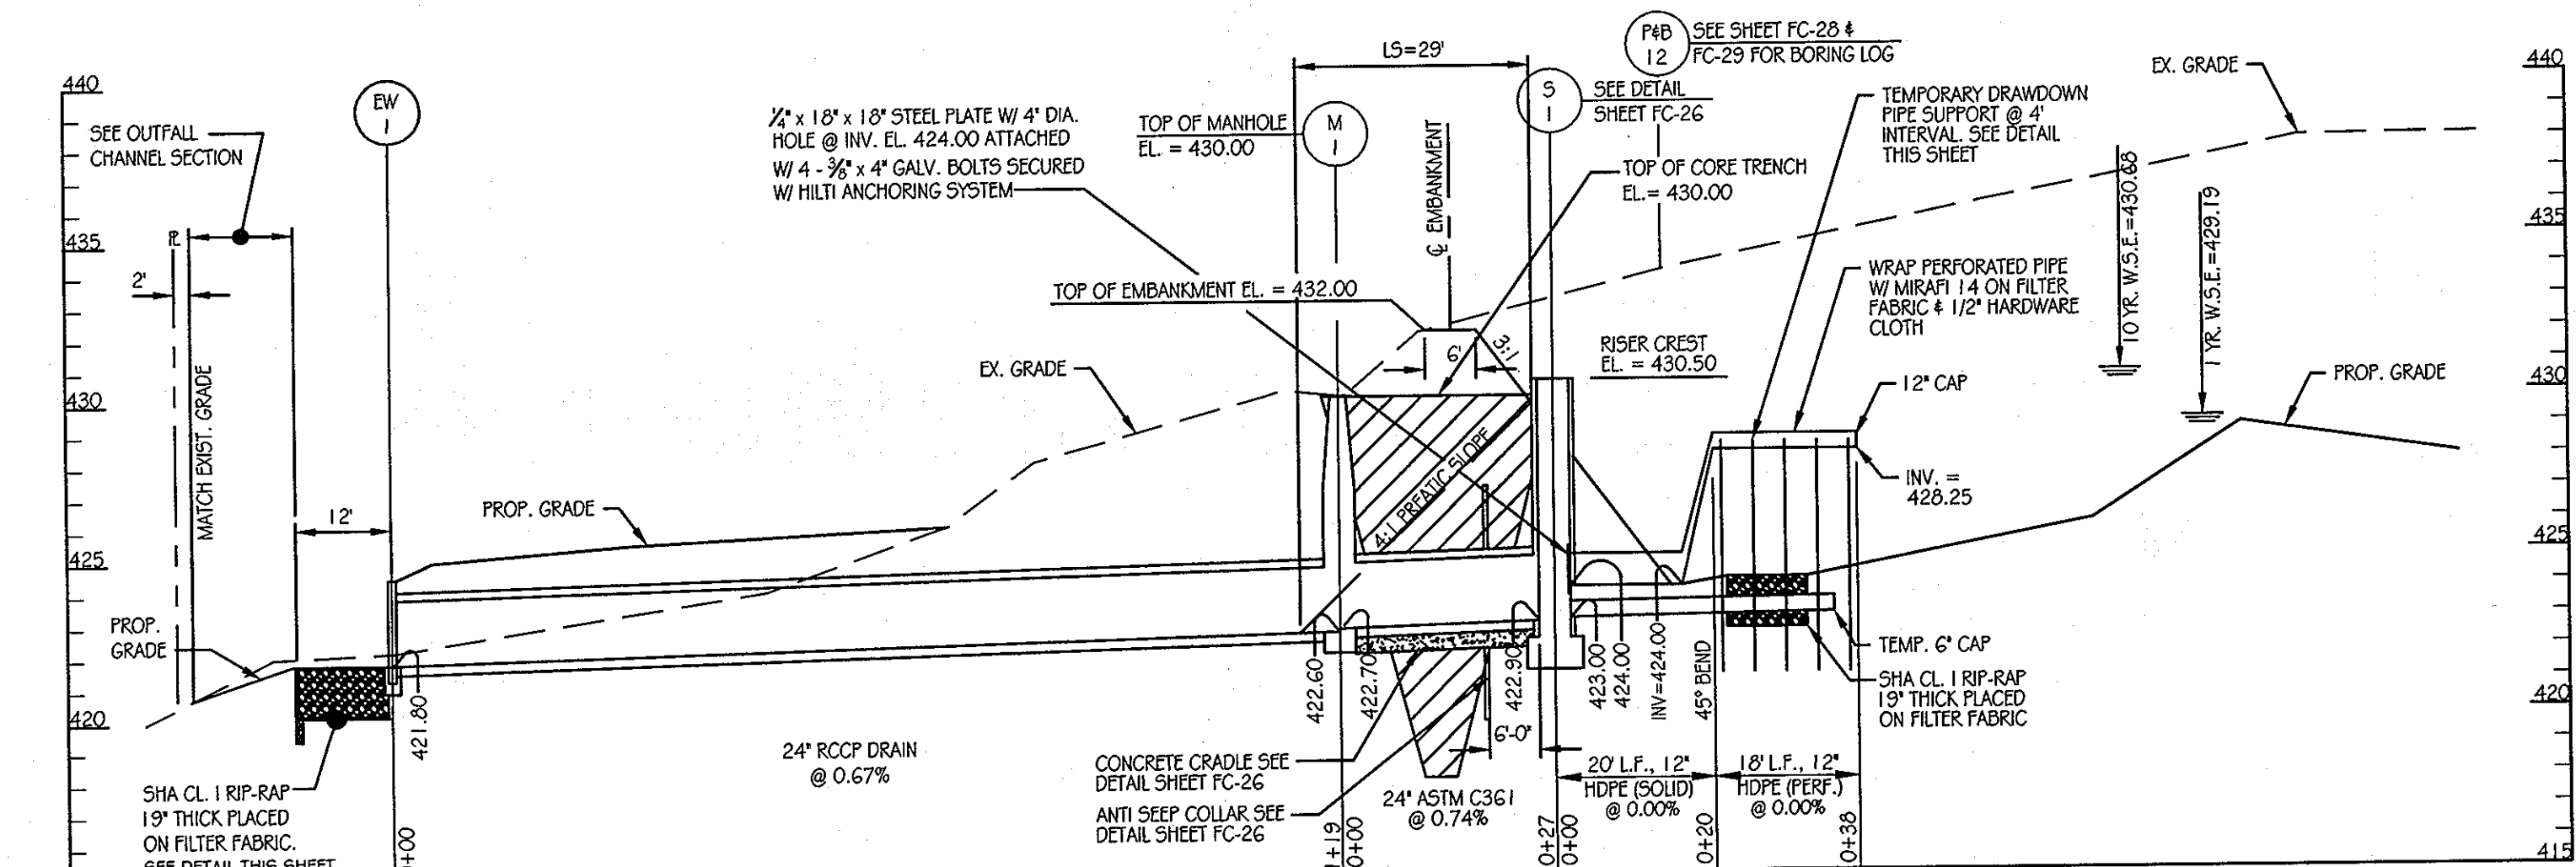 440
SEE OUTFALL
CHANNEL SECTION
EW
1
1/4" x 18" x 18" STEEL PLATE W/ 4" DIA.
HOLE @ INV. EL. 424.00 ATTACHED
W/ 4 - 3/8" x 4" GALV. BOLTS SECURED
W/ HILTI ANCHORING SYSTEM
TOP OF MANHOLE
EL. = 430.00
M
1
LS=29'
℄ EMBANKMENT
S
1
SEE DETAIL
SHEET FC-26
P&B
12
SEE SHEET FC-28 &
FC-29 FOR BORING LOG
TOP OF CORE TRENCH
EL. = 430.00
TEMPORARY DRAWDOWN
PIPE SUPPORT @ 4'
INTERVAL. SEE DETAIL
THIS SHEET
EX. GRADE
440
10 YR. W.S.E.=430.68
1 YR. W.S.E.=429.19
435
435
2'
℄
MATCH EXIST. GRADE
TOP OF EMBANKMENT EL. = 432.00
WRAP PERFORATED PIPE
W/ MIRAFI 14 ON FILTER
FABRIC & 1/2" HARDWARE
CLOTH
EX. GRADE
6'
3:1
RISER CREST
EL. = 430.50
12" CAP
PROP. GRADE
430
430
INV. =
428.25
12'
PROP. GRADE
4:1 PREATIC SLOPE
425
425
PROP.
GRADE
421.80
422.60
422.70
422.90
423.00
424.00
INV=424.00
45° BEND
TEMP. 6" CAP
SHA CL. I RIP-RAP
19" THICK PLACED
ON FILTER FABRIC
420
420
24" RCCP DRAIN
@ 0.67%
CONCRETE CRADLE SEE
DETAIL SHEET FC-26
ANTI SEEP COLLAR SEE
DETAIL SHEET FC-26
6'-0"
24" ASTM C361
@ 0.74%
20' L.F., 12"
HDPE (SOLID)
@ 0.00%
18' L.F., 12"
HDPE (PERF.)
@ 0.00%
SHA CL. I RIP-RAP
19" THICK PLACED
ON FILTER FABRIC.
SEE DETAIL THIS SHEET
0+00
1+19
0+00
0+27
0+00
0+20
0+38
415